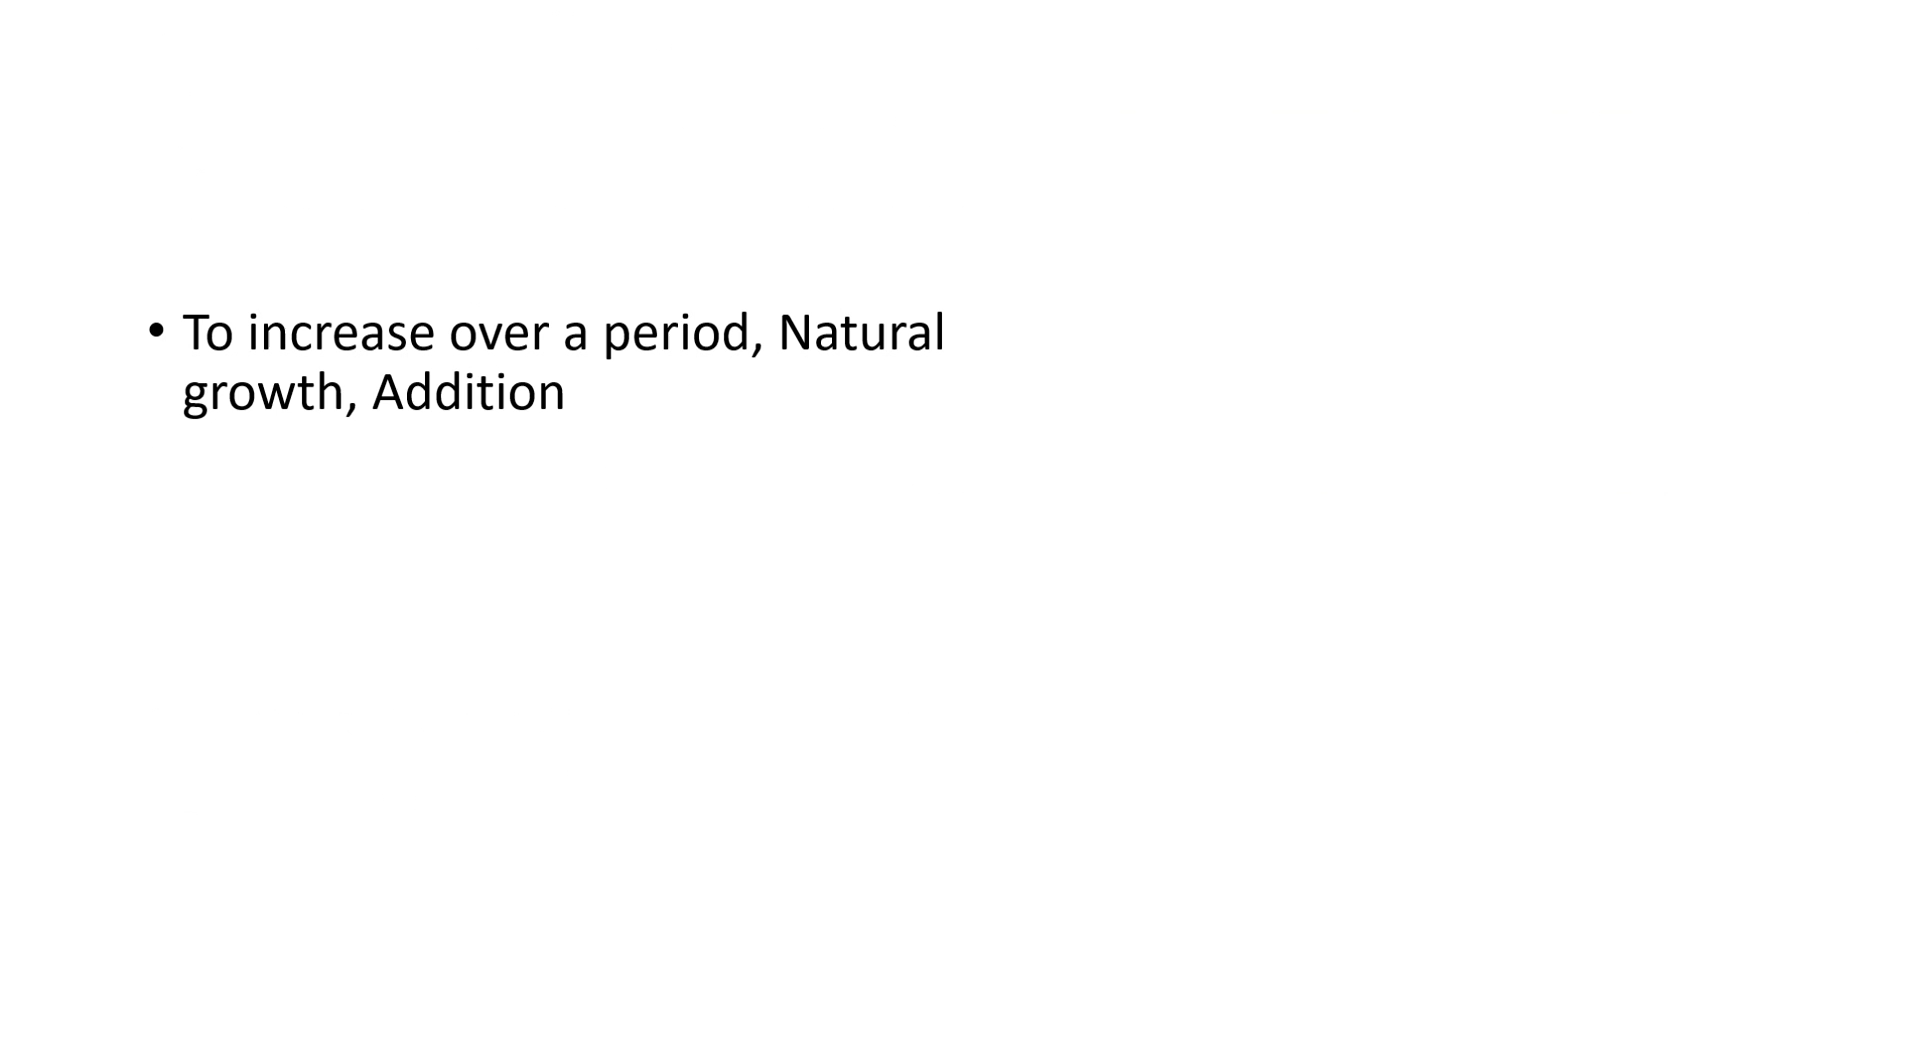 • To increase over a period, Natural
growth, Addition